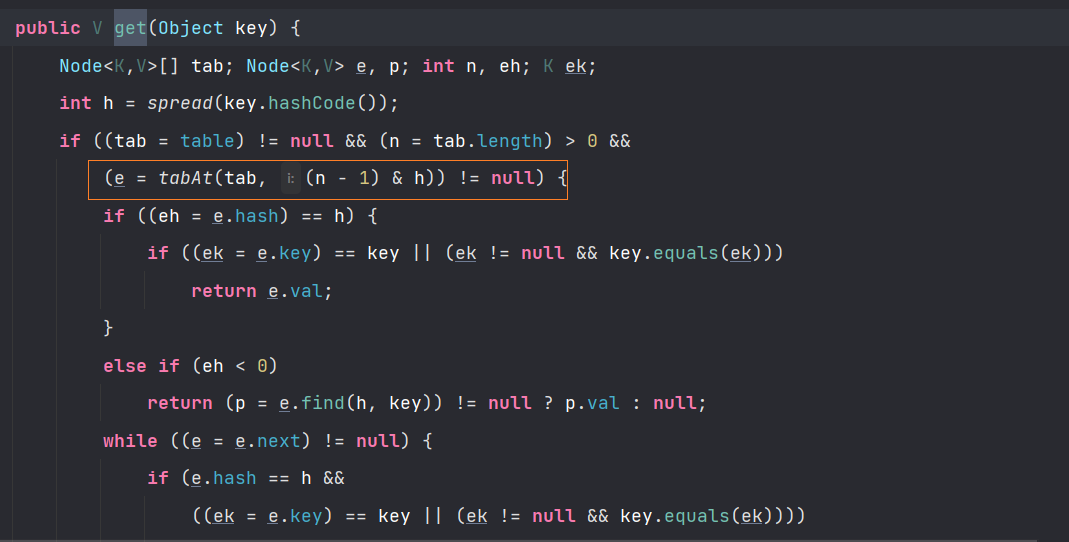 public V get(Object key) {
Node<K,V>[] tab; Node<K,V> e, p; int n, eh; K ek;
int h = spread(key.hashCode());
if ((tab = table) != null && (n = tab.length) > 0 &&
(e = tabAt(tab, i: (n - 1) & h)) != null) {
if ((eh = e.hash) == h) {
if ((ek = e.key) == key || (ek != null && key.equals(ek)))
return e.val;
}
else if (eh < 0)
return (p = e.find(h, key)) != null ? p.val : null;
while ((e = e.next) != null) {
if (e.hash == h &&
((ek = e.key) == key || (ek != null && key.equals(ek))))